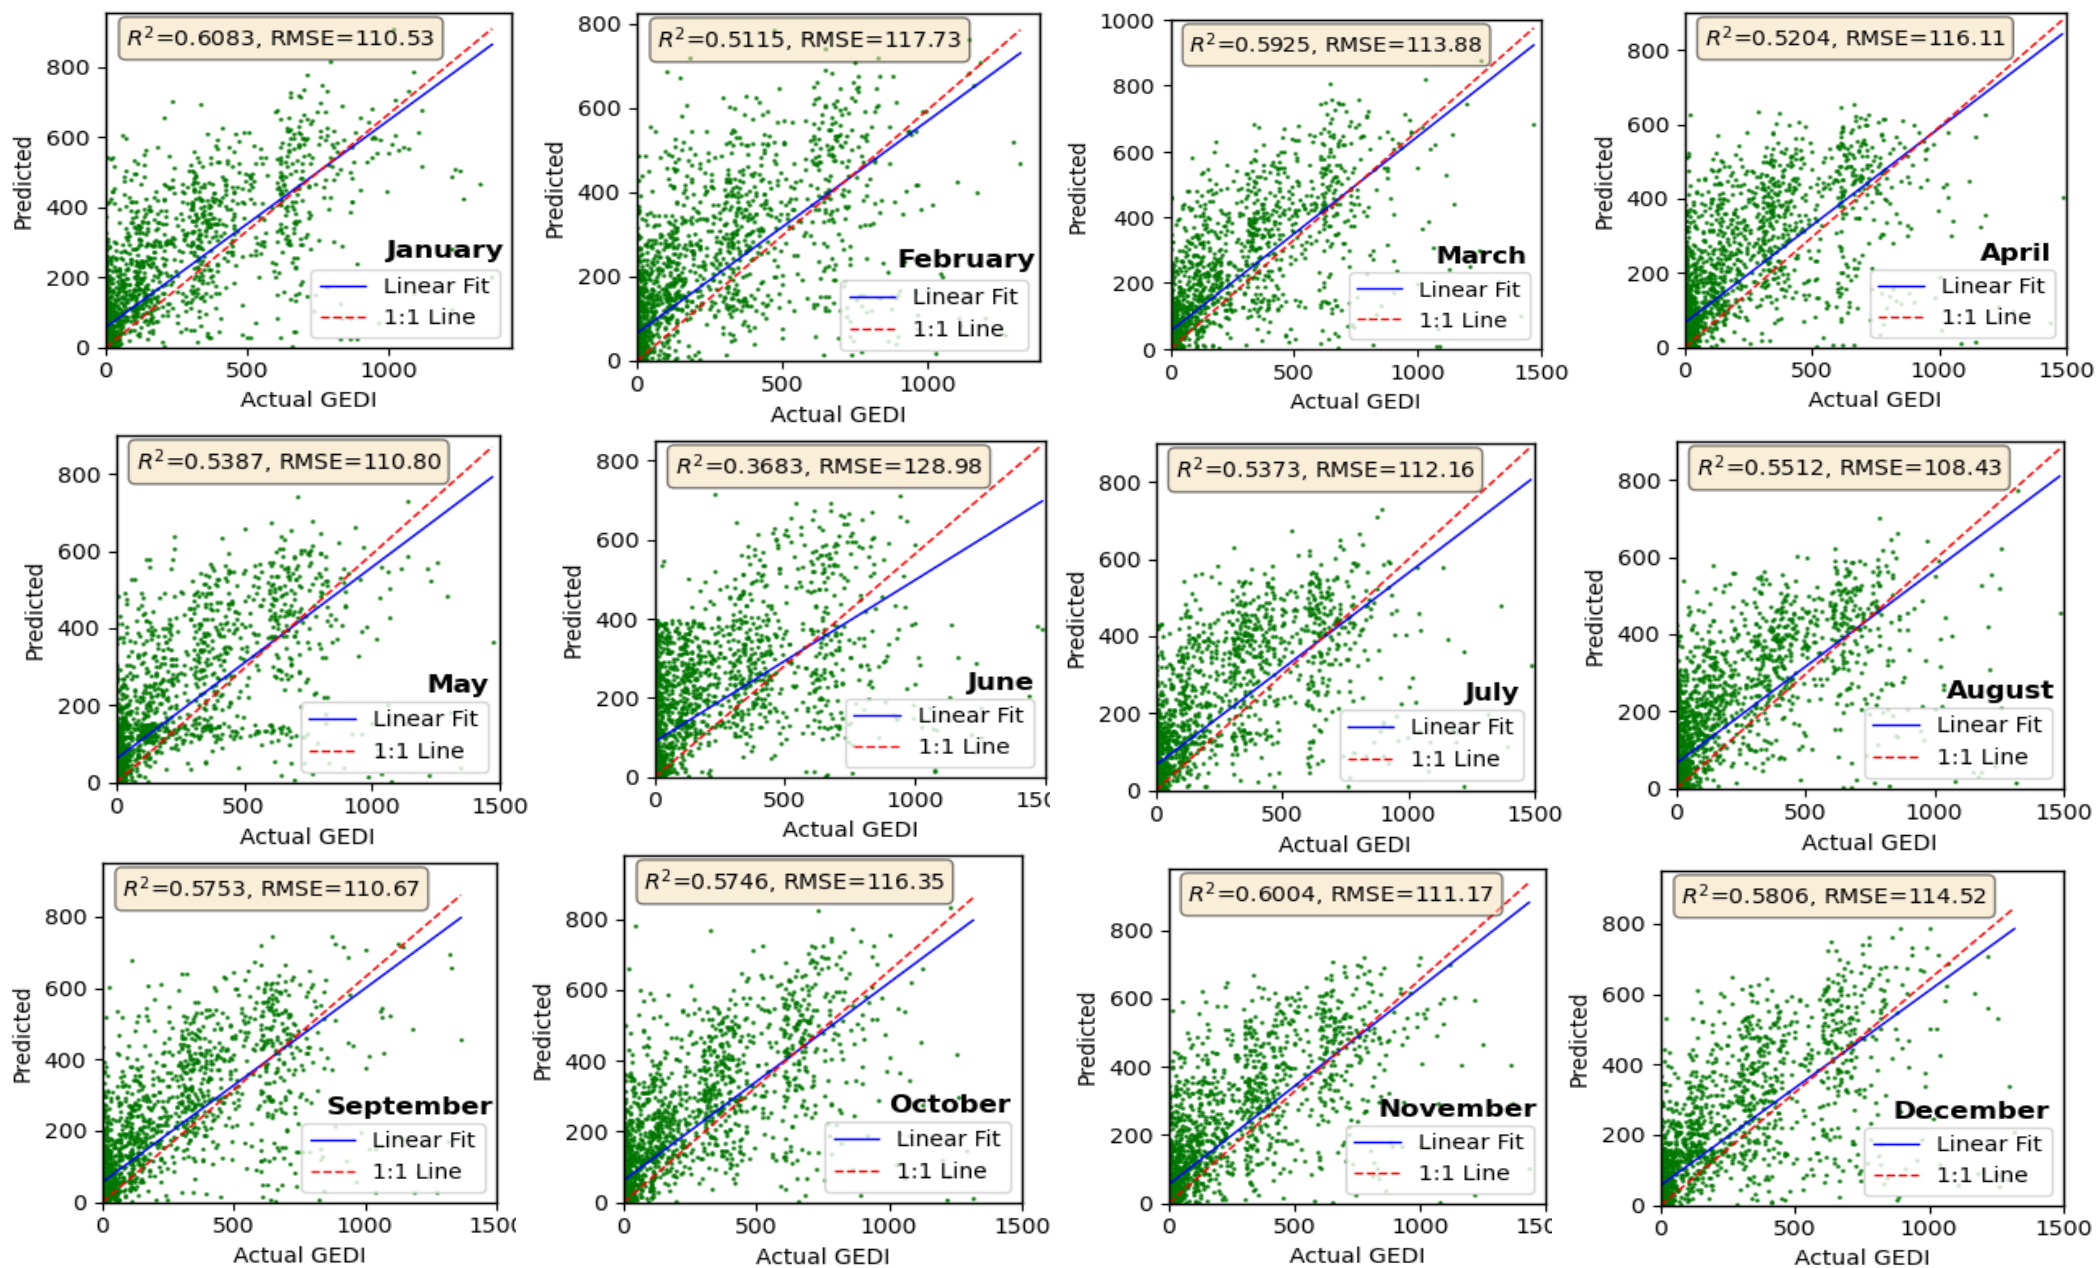 R²=0.6083, RMSE=110.53
800
600
400
200
0
Predicted
January
Linear Fit
1:1 Line
0 500 1000
Actual GEDI
R²=0.5115, RMSE=117.73
800
600
400
200
0
Predicted
February
Linear Fit
1:1 Line
0 500 1000
Actual GEDI
R²=0.5925, RMSE=113.88
1000
800
600
400
200
0
Predicted
March
Linear Fit
1:1 Line
0 500 1000 1500
Actual GEDI
R²=0.5204, RMSE=116.11
800
600
400
200
0
Predicted
April
Linear Fit
1:1 Line
0 500 1000 1500
Actual GEDI
R²=0.5387, RMSE=110.80
800
600
400
200
0
Predicted
May
Linear Fit
1:1 Line
0 500 1000 1500
Actual GEDI
R²=0.3683, RMSE=128.98
800
600
400
200
0
Predicted
June
Linear Fit
1:1 Line
0 500 1000 150
Actual GEDI
R²=0.5373, RMSE=112.16
800
600
400
200
0
Predicted
July
Linear Fit
1:1 Line
0 500 1000 1500
Actual GEDI
R²=0.5512, RMSE=108.43
800
600
400
200
0
Predicted
August
Linear Fit
1:1 Line
0 500 1000 1500
Actual GEDI
R²=0.5753, RMSE=110.67
800
600
400
200
0
Predicted
September
Linear Fit
1:1 Line
0 500 1000 150
Actual GEDI
R²=0.5746, RMSE=116.35
800
600
400
200
0
Predicted
October
Linear Fit
1:1 Line
0 500 1000 1500
Actual GEDI
R²=0.6004, RMSE=111.17
800
600
400
200
0
Predicted
November
Linear Fit
1:1 Line
0 500 1000 150
Actual GEDI
R²=0.5806, RMSE=114.52
800
600
400
200
0
Predicted
December
Linear Fit
1:1 Line
0 500 1000 1500
Actual GEDI